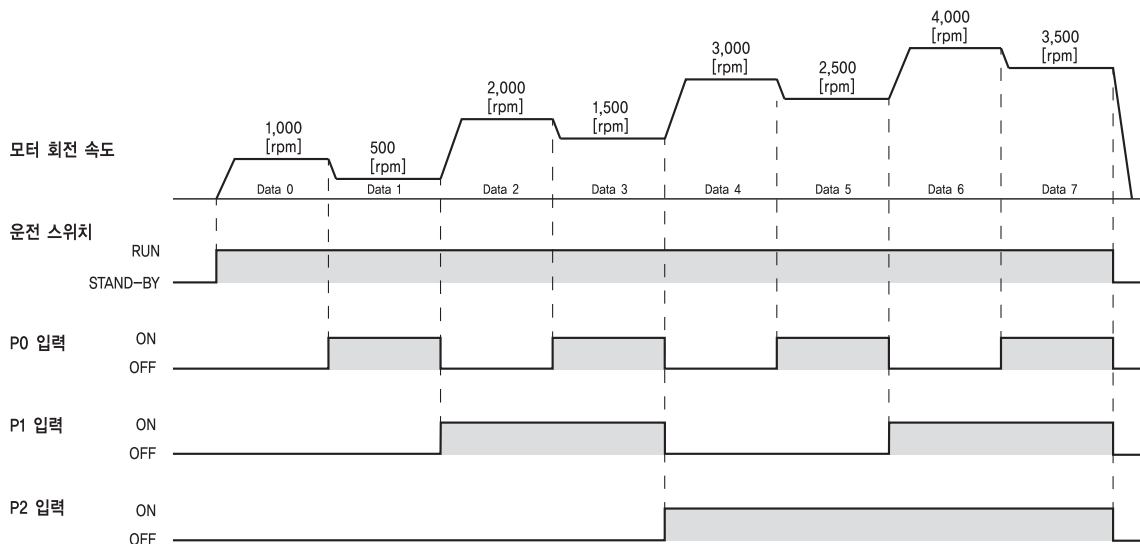 4,000
[rpm]
3,500
[rpm]
3,000
[rpm]
2,500
[rpm]
2,000
[rpm]
1,500
[rpm]
1,000
[rpm]
500
[rpm]
모터 회전 속도
Data 0
Data 1
Data 2
Data 3
Data 4
Data 5
Data 6
Data 7
운전 스위치
RUN
STAND-BY
P0 입력
ON
OFF
P1 입력
ON
OFF
P2 입력
ON
OFF